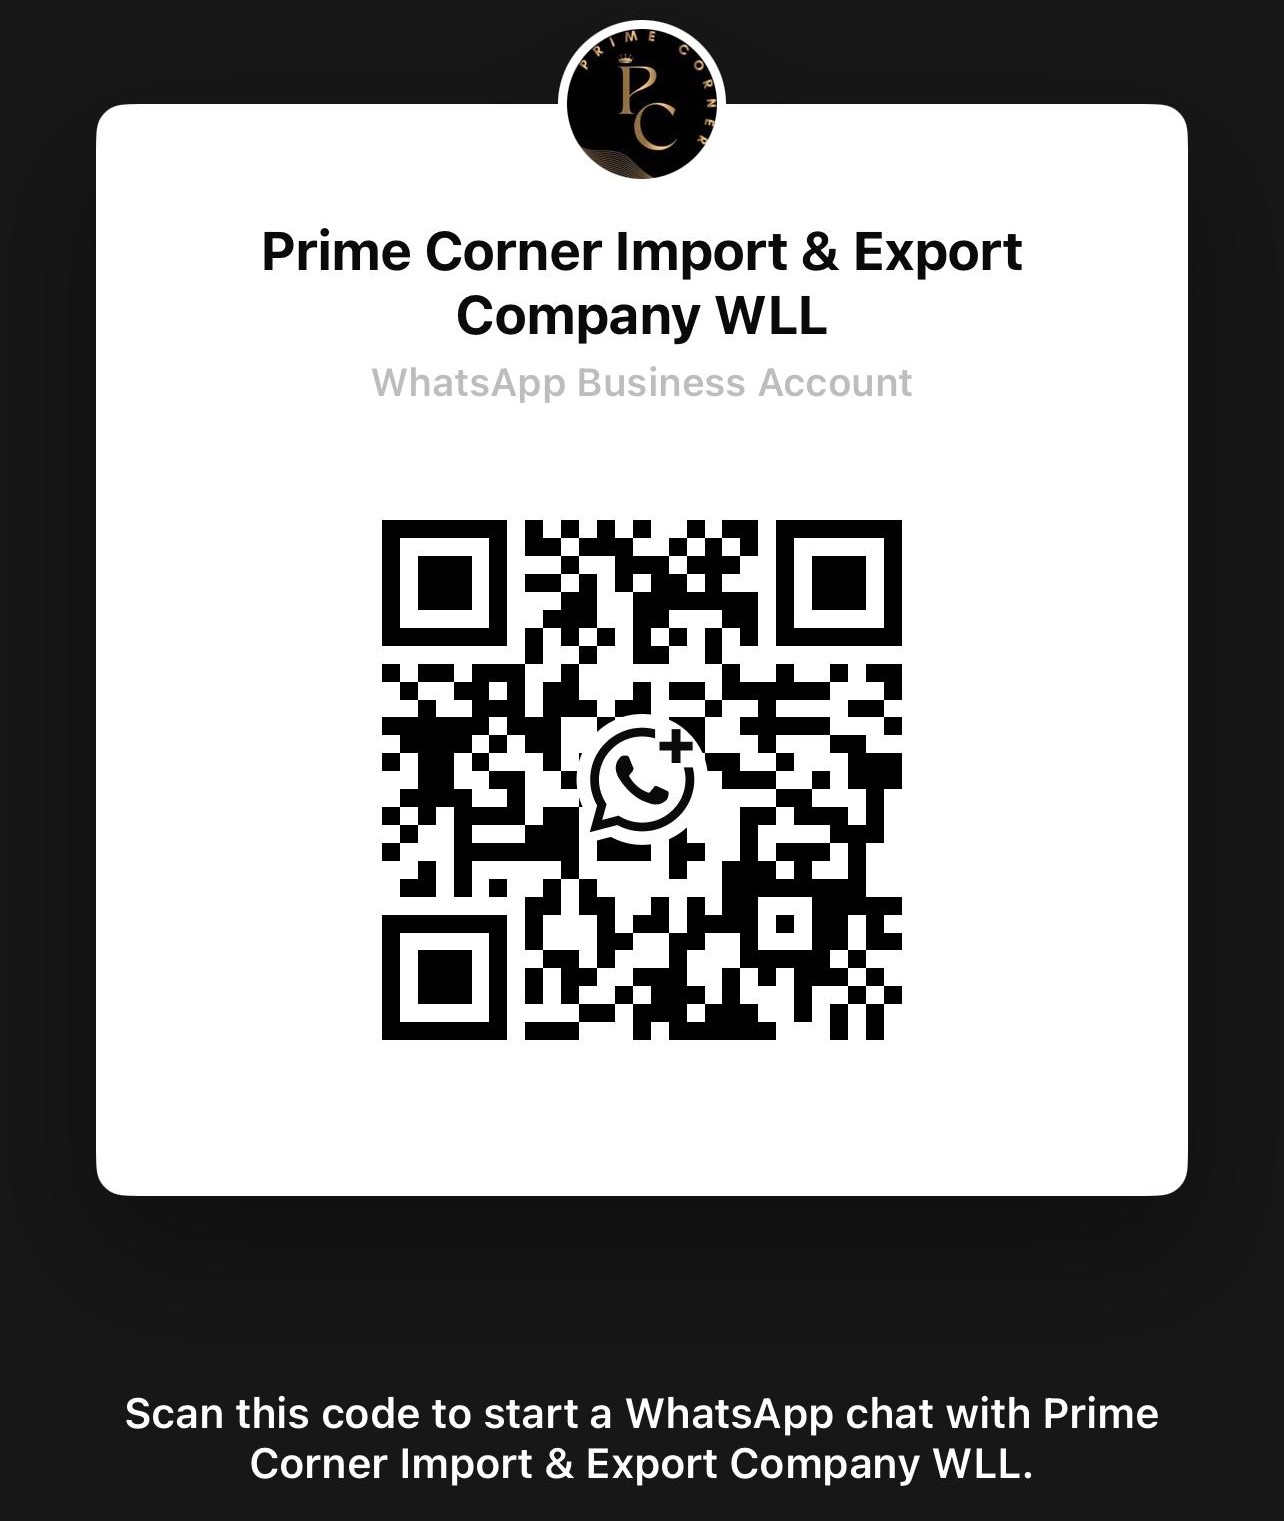 PRIME CORNER
PC
Prime Corner Import & Export
Company WLL
WhatsApp Business Account
Scan this code to start a WhatsApp chat with Prime
Corner Import & Export Company WLL.